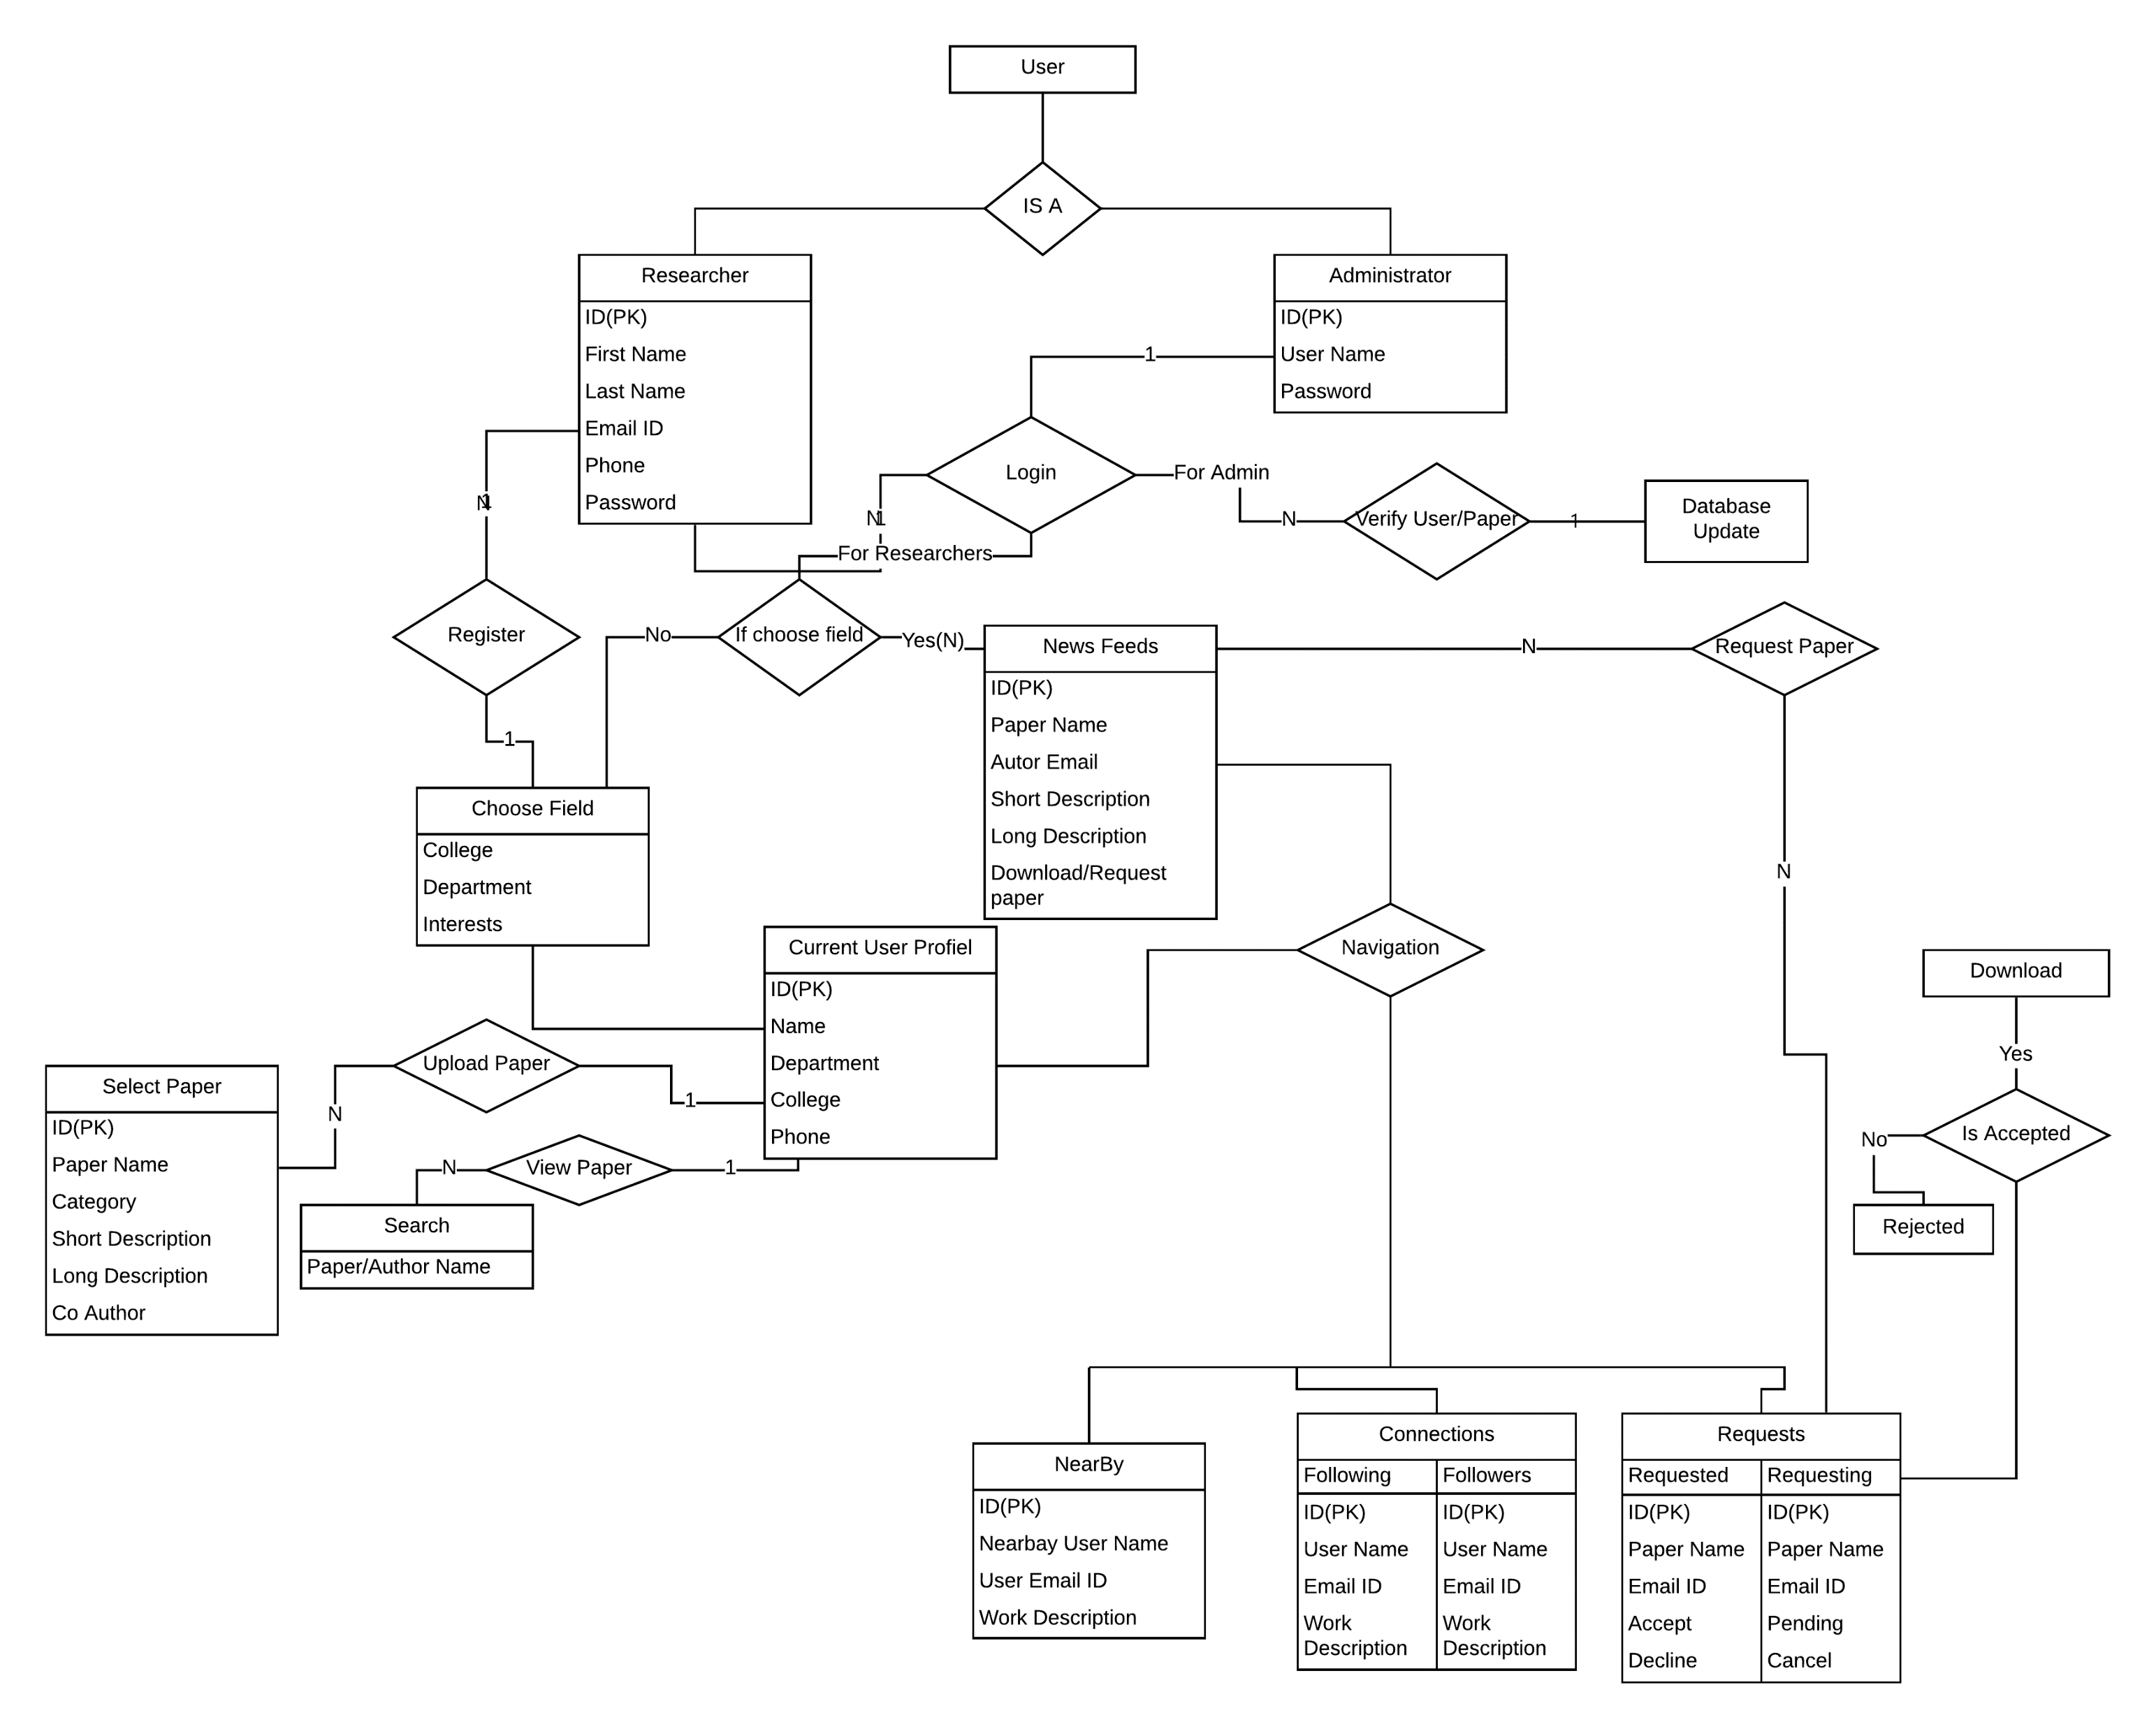 User
IS A
Researcher
ID(PK)
First Name
Last Name
Email ID
Phone
Password
Administrator
ID(PK)
User Name
Password
1
Login
For Admin
N
Verify User/Paper
1
Database
Update
N
1
N
1
For Researchers
Register
No
If choose field
Yes(N)
News Feeds
ID(PK)
Paper Name
Autor Email
Short Description
Long Description
Download/Request
paper
N
Request Paper
N
1
Choose Field
College
Department
Interests
Current User Profiel
ID(PK)
Name
Department
College
Phone
Navigation
Download
Yes
Is Accepted
No
Rejected
Upload Paper
1
N
Select Paper
ID(PK)
Paper Name
Category
Short Description
Long Description
Co Author
View Paper
N
1
Search
Paper/Author Name
NearBy
ID(PK)
Nearbay User Name
User Email ID
Work Description
Connections
Following
ID(PK)
User Name
Email ID
Work
Description
Followers
ID(PK)
User Name
Email ID
Work
Description
Requests
Requested
ID(PK)
Paper Name
Email ID
Accept
Decline
Requesting
ID(PK)
Paper Name
Email ID
Pending
Cancel